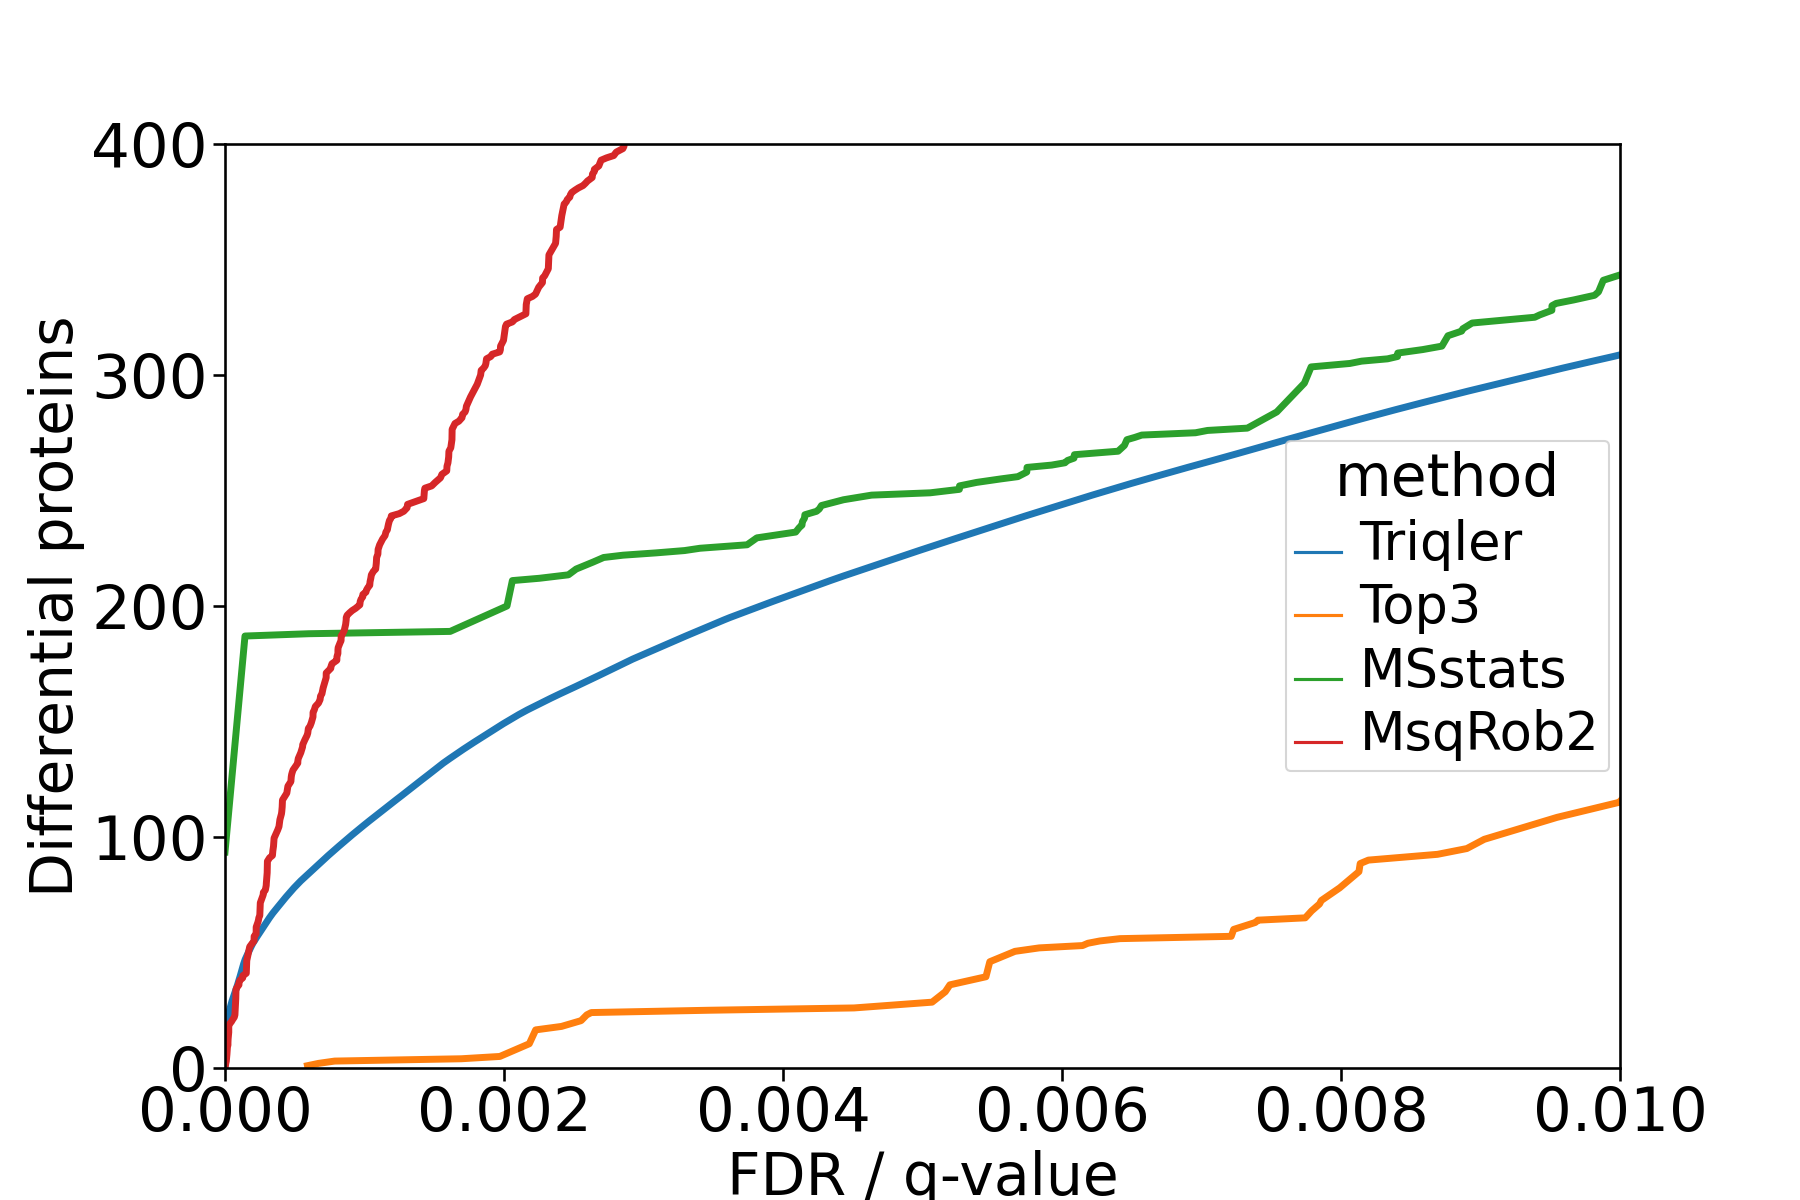 400
300
200
100
0
Differential proteins
0.000 0.002 0.004 0.006 0.008 0.010
FDR / q-value
method
Triqler
Top3
MSstats
MsqRob2